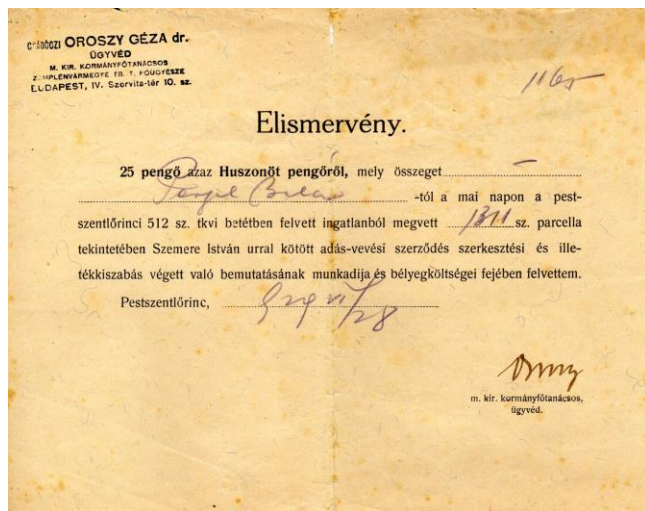 CSÁDÓCZI OROSZY GÉZA dr.
ÜGYVÉD
M. KIR. KORMÁNYFŐTANÁCSOS
ZEMPLÉNVÁRMEGYE TB. T. FŐÜGYÉSZE
BUDAPEST, IV. Szervita-tér 10. sz.
1165
Elismervény.
25 pengő azaz Huszonöt pengőről, mely összeget
Béla -tól a mai napon a pest-
szentlőrinci 512 sz. tkvi betétben felvett ingatlanból megvett 1311 sz. parcella
tekintetében Szemere István urral kötött adás-vevési szerződés szerkesztési és ille-
tékkiszabás végett való bemutatásának munkadija és bélyegköltségei fejében felvettem.
Pestszentlőrinc,
m. kir. kormányfőtanácsos,
ügyvéd.